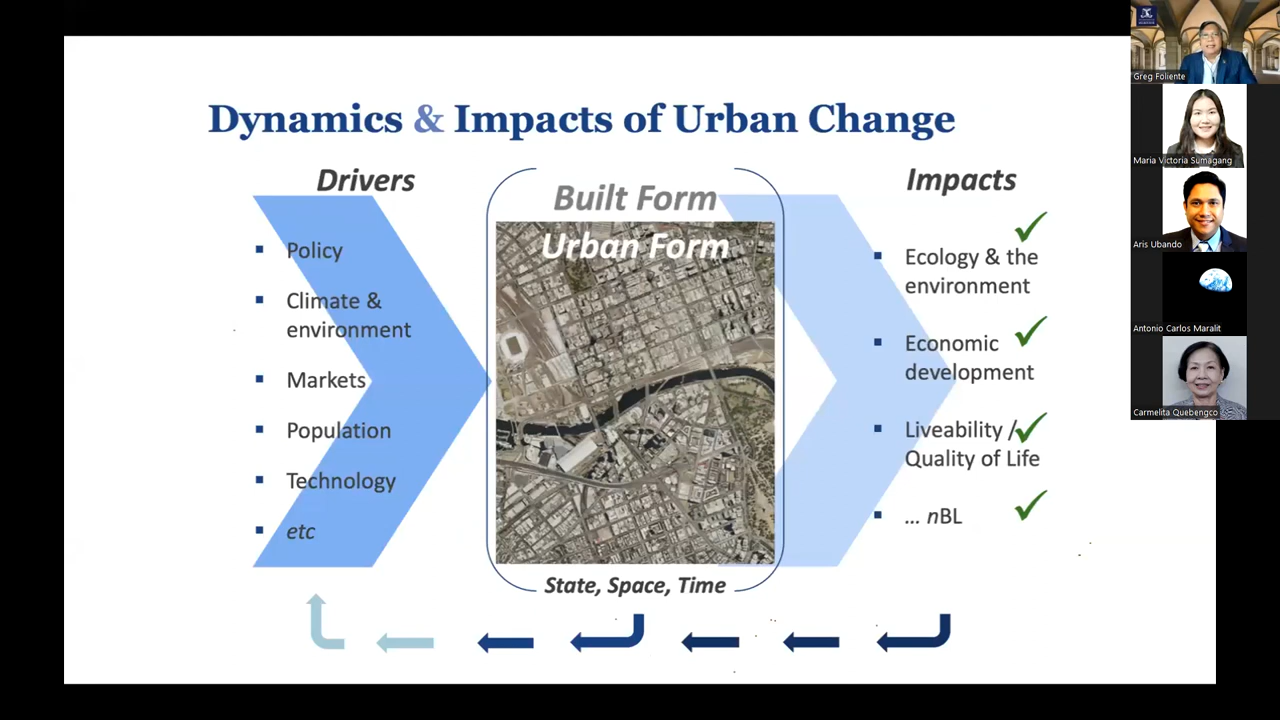 Dynamics & Impacts of Urban Change
Drivers
Policy
Climate &
environment
Markets
Population
Technology
etc
Built Form
Urban Form
State, Space, Time
Impacts
Ecology & the
environment
Economic
development
Liveability /
Quality of Life
... nBL
Greg Foliente
Maria Victoria Sumagang
Aris Ubando
Antonio Carlos Maralit
Carmelita Quebengco